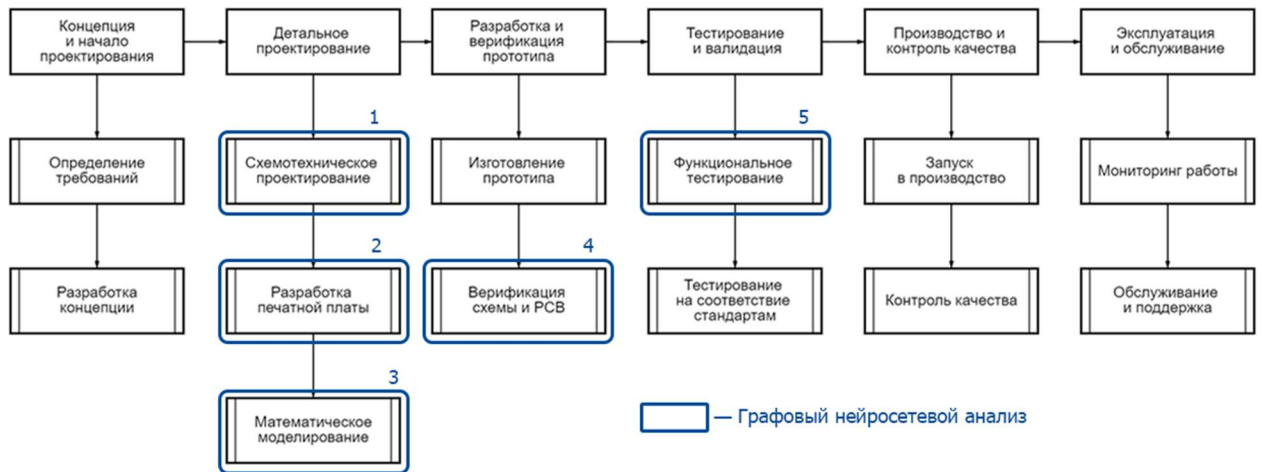 Концепция
и начало
проектирования
Детальное
проектирование
Разработка и
верификация
прототипа
Тестирование
и валидация
Производство и
контроль качества
Эксплуатация
и обслуживание
1
5
Определение
требований
Схемотехническое
проектирование
Изготовление
прототипа
Функциональное
тестирование
Запуск
в производство
Мониторинг работы
2
4
Разработка
концепции
Разработка
печатной платы
Верификация
схемы и PCB
Тестирование
на соответствие
стандартам
Контроль качества
Обслуживание
и поддержка
3
Математическое
моделирование
— Графовый нейросетевой анализ